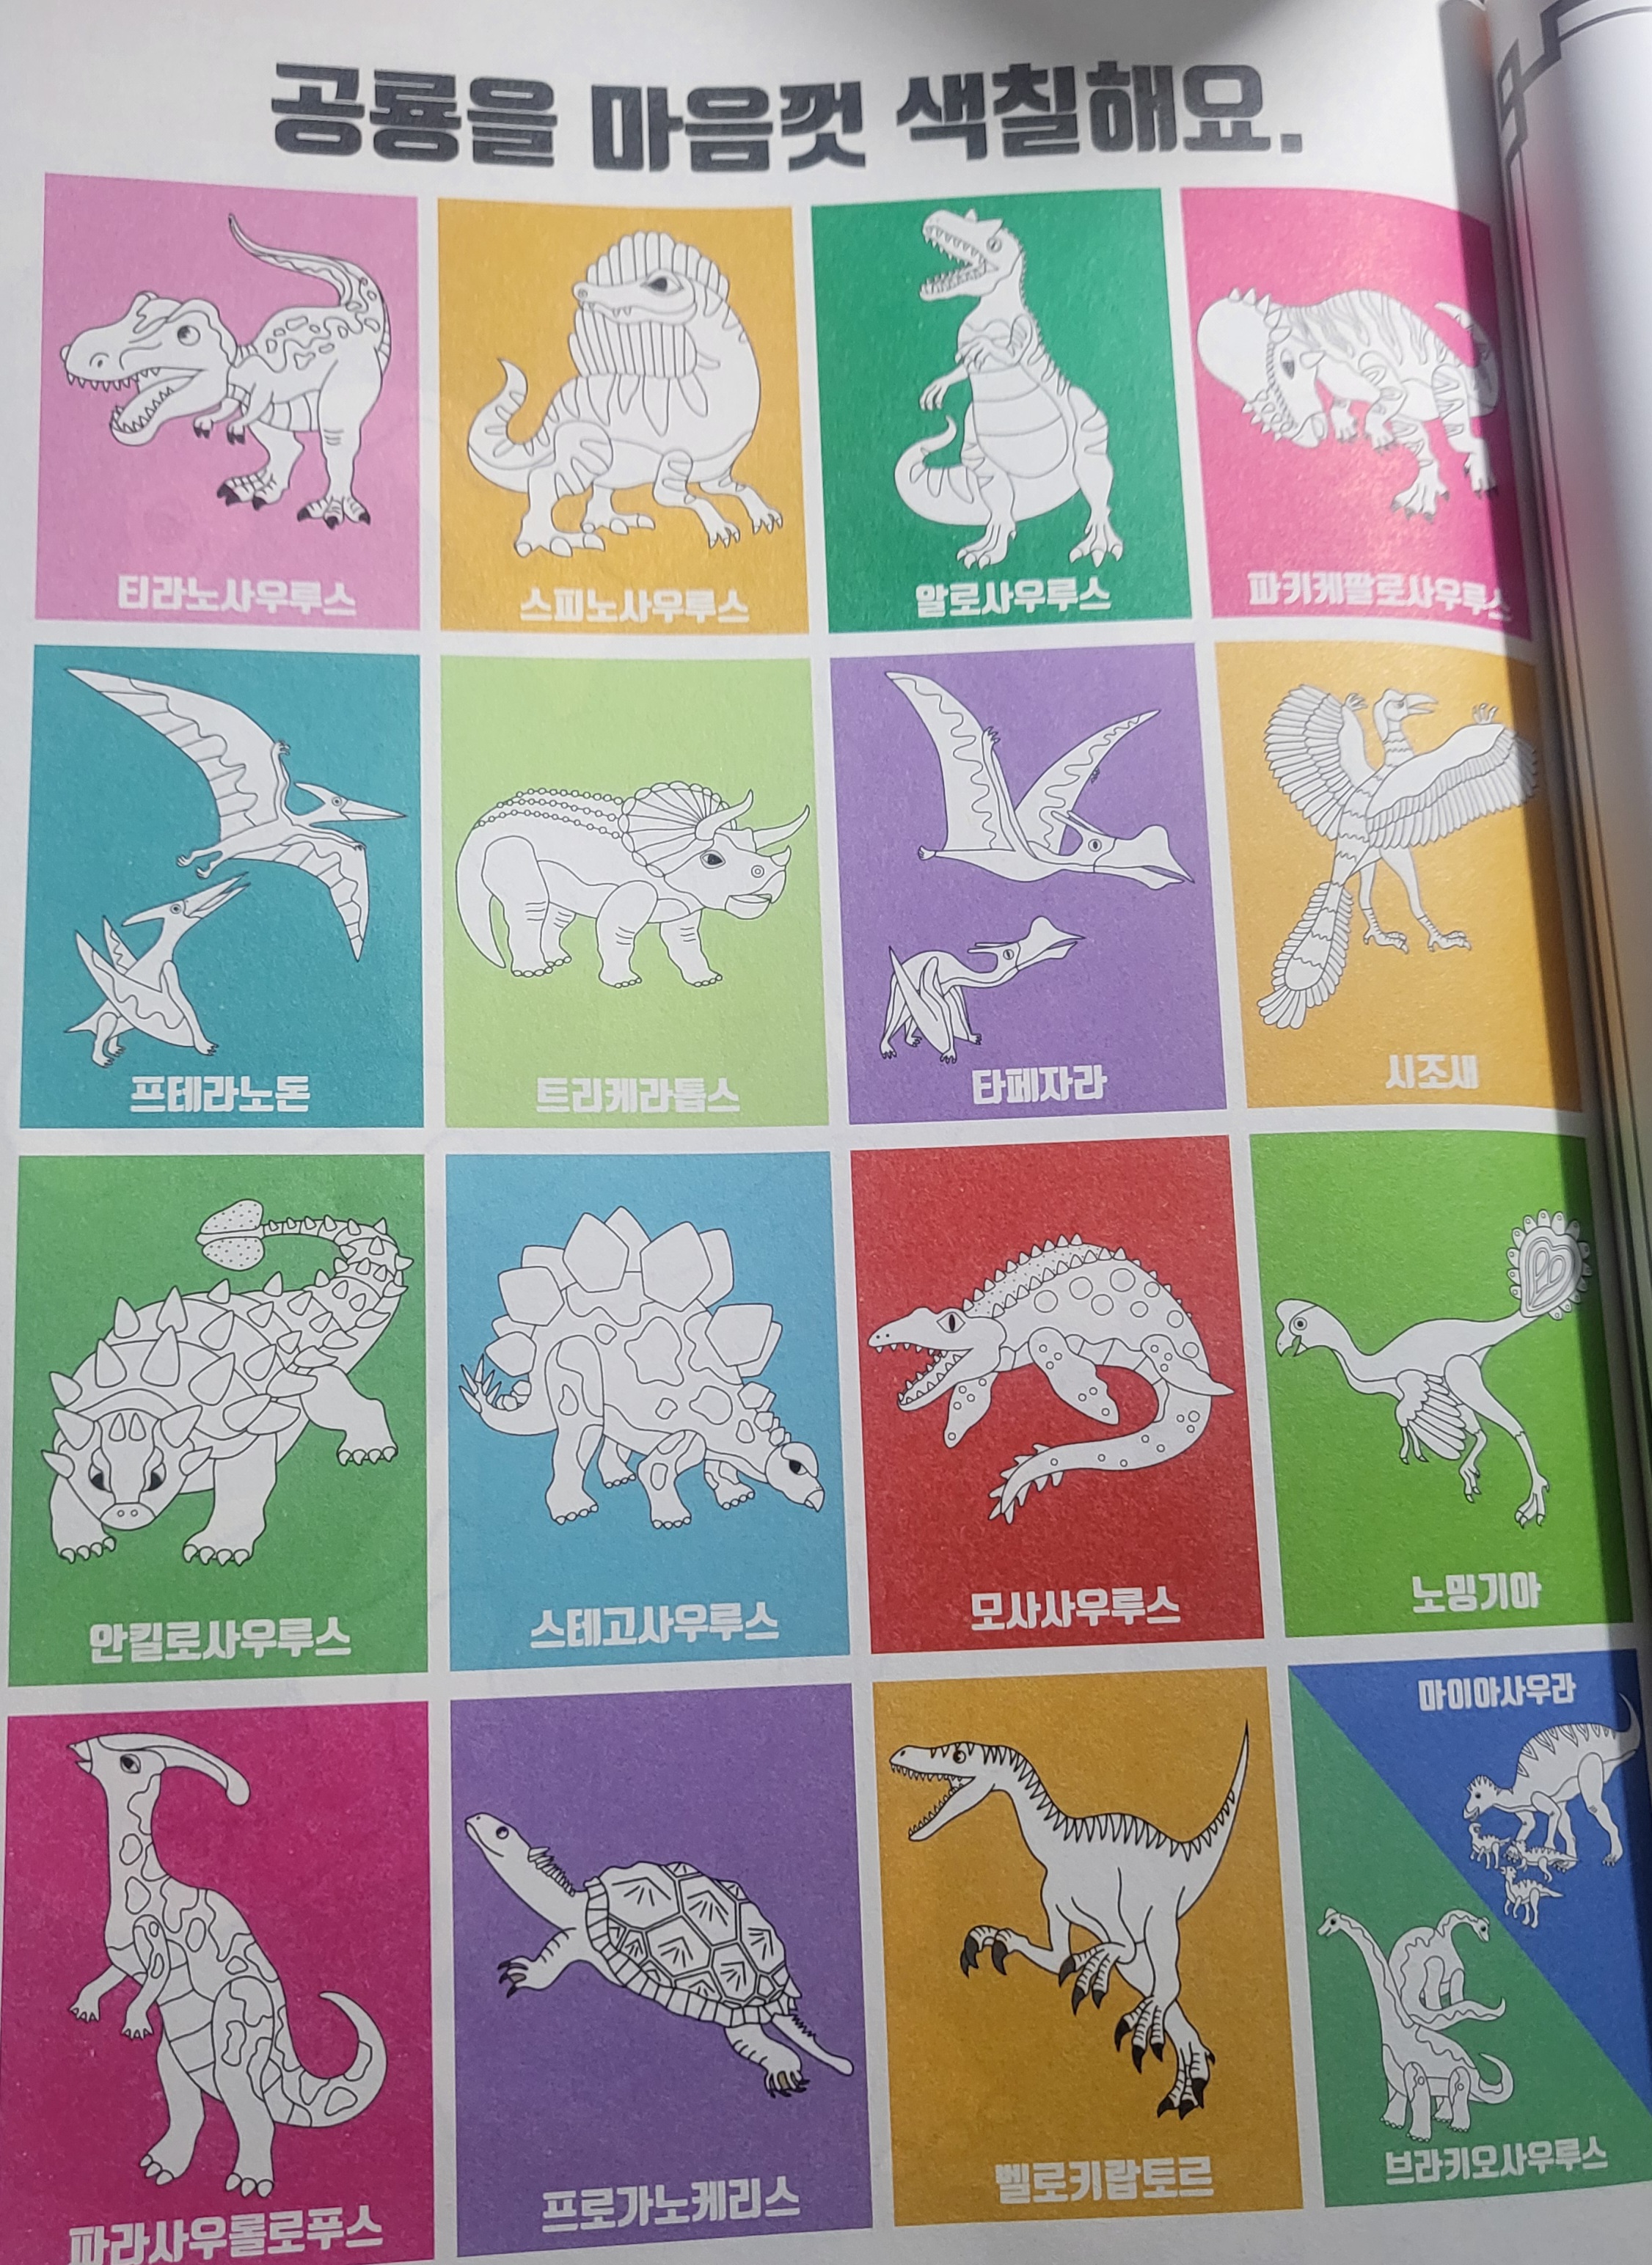 공룡을 마음껏 색칠해요.
티라노사우루스
스피노사우루스
알로사우루스
파키케팔로사우루스
프테라노돈
트리케라톱스
타페자라
시조새
안킬로사우루스
스테고사우루스
모사사우루스
노밍기아
파라사우롤로푸스
프로가노케리스
벨로키랍토르
마이아사우라
브라키오사우루스